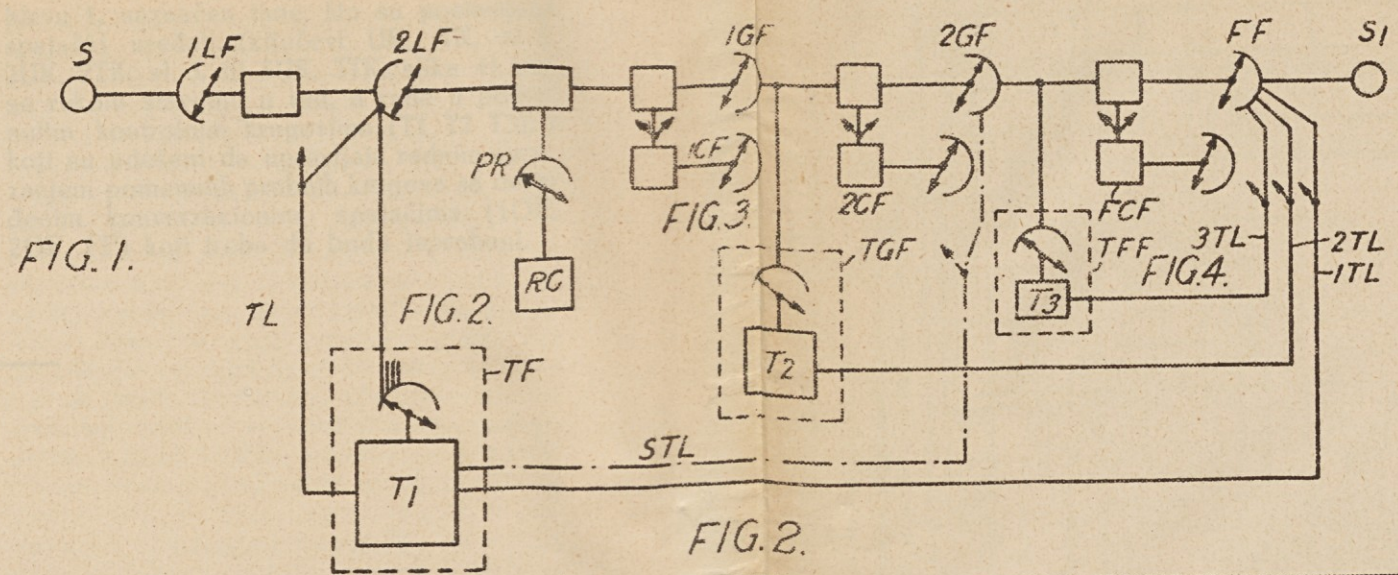 S 1LF 2LF 1GF 2GF FF S1
PR 1CF 2CF FCF
FIG.3.
TGF 3TL TFF 2TL
FIG.1. RC FIG.4. 1TL
TL FIG.2. T3
TF T2
STL
T1
FIG.2.